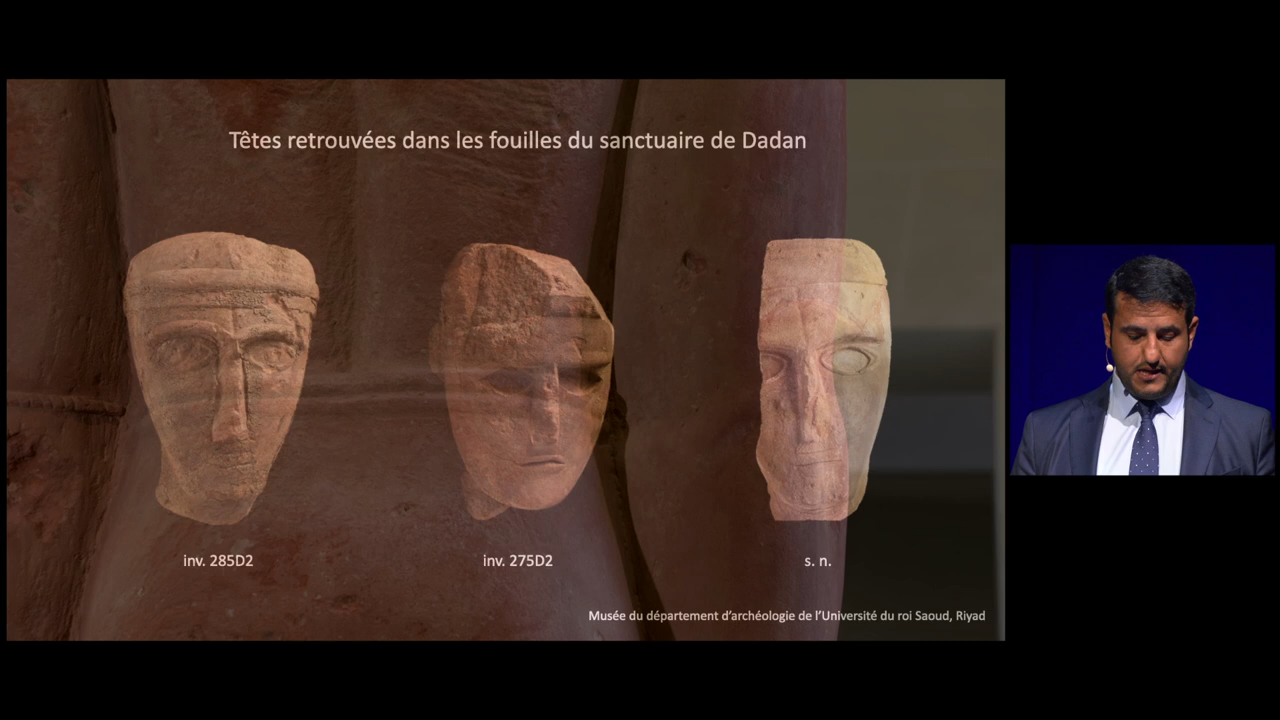 Têtes retrouvées dans les fouilles du sanctuaire de Dadan
inv. 285D2
inv. 275D2
s. n.
Musée du département d'archéologie de l'Université du roi Saoud, Riyad